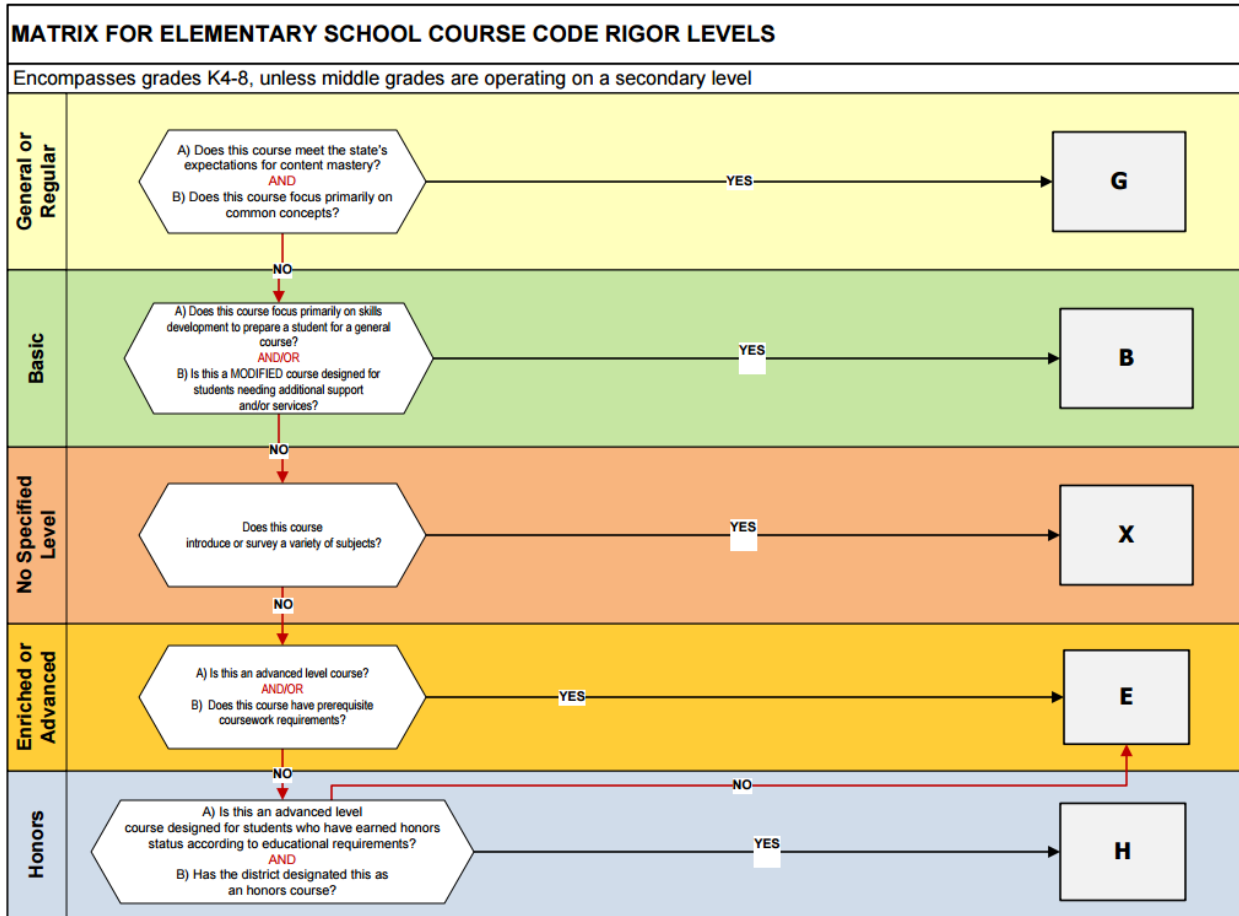 MATRIX FOR ELEMENTARY SCHOOL COURSE CODE RIGOR LEVELS
Encompasses grades K4-8, unless middle grades are operating on a secondary level
General or
Regular
A) Does this course meet the state's
expectations for content mastery?
AND
B) Does this course focus primarily on
common concepts?
YES
G
NO
Basic
A) Does this course focus primarily on skills
development to prepare a student for a general
course?
AND/OR
B) Is this a MODIFIED course designed for
students needing additional support
and/or services?
YES
B
NO
No Specified
Level
Does this course
introduce or survey a variety of subjects?
YES
X
NO
Enriched or
Advanced
A) Is this an advanced level course?
AND/OR
B) Does this course have prerequisite
coursework requirements?
YES
E
NO
NO
Honors
A) Is this an advanced level
course designed for students who have earned honors
status according to educational requirements?
AND
B) Has the district designated this as
an honors course?
YES
H